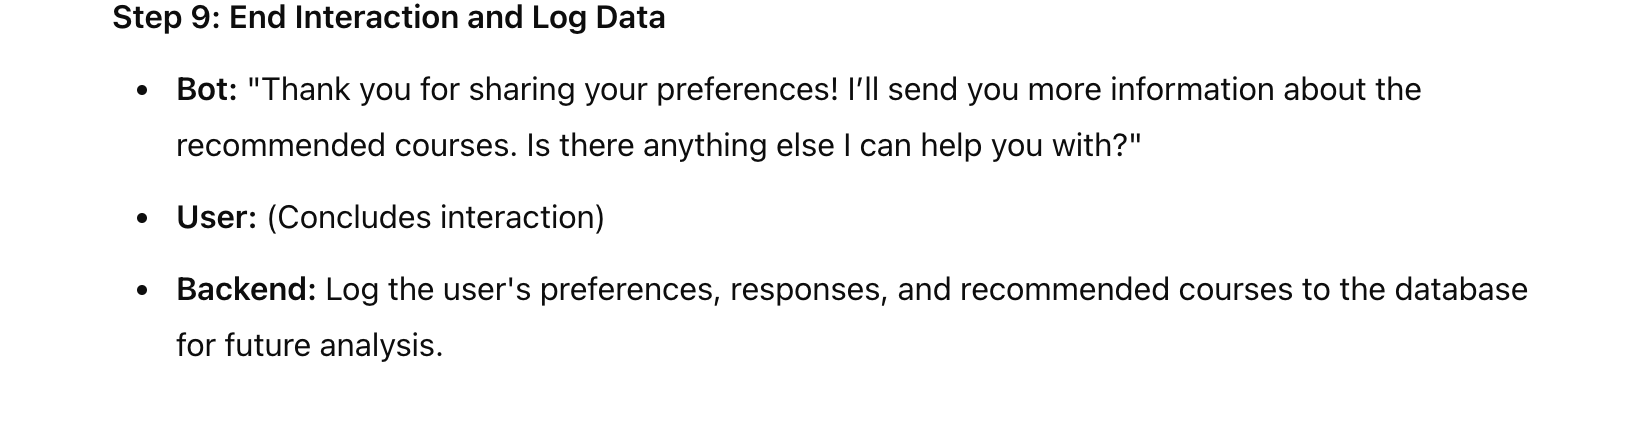 Step 9: End Interaction and Log Data
• Bot: "Thank you for sharing your preferences! I’ll send you more information about the
recommended courses. Is there anything else I can help you with?"
• User: (Concludes interaction)
• Backend: Log the user's preferences, responses, and recommended courses to the database
for future analysis.